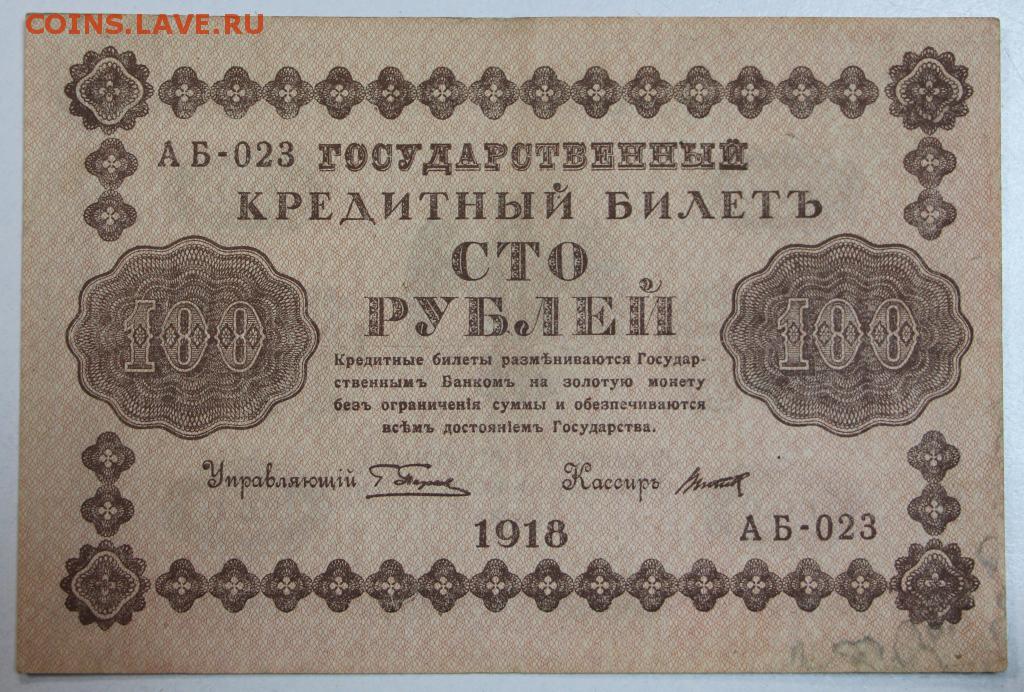 COINS.LAVE.RU
АБ-023 ГОСУДАРСТВЕННЫЙ
КРЕДИТНЫЙ БИЛЕТЪ
СТО
РУБЛЕЙ
100 100
Кредитные билеты размѣниваются Государ-
ственнымъ Банкомъ на золотую монету
безъ ограниченія суммы и обезпечиваются
всѣмъ достояніемъ Государства.
Управляющій Кассиръ
1918 АБ-023